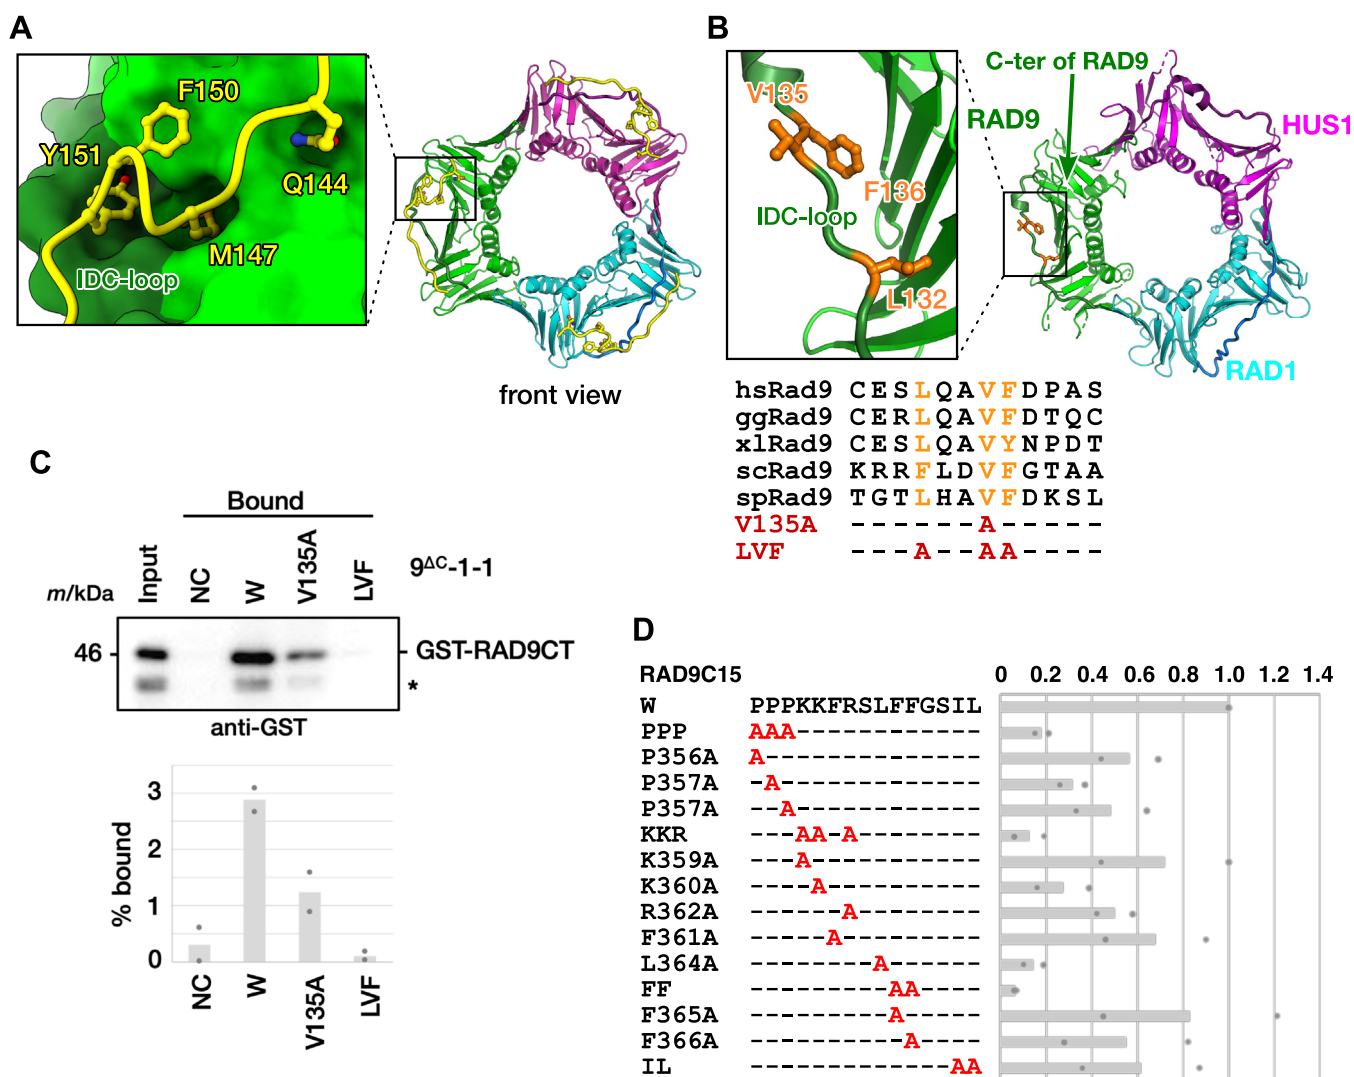 A
F150
Y151
Q144
M147
IDC-loop
front view
B
C-ter of RAD9
V135
RAD9
HUS1
F136
IDC-loop
L132
RAD1
hsRad9 CESLQAVFDPAS
ggRad9 CERLQAVFDTQC
xlRad9 CESLQAVYNPDT
scRad9 KRRFLDVFGTAA
spRad9 TGTLHAVFDKSL
V135A ------A-----
LVF ---A--AA----
C
Bound
m/kDa Input NC W V135A LVF 9ΔC-1-1
46 GST-RAD9CT
*
anti-GST
% bound
3
2
1
0
NC W V135A LVF
D
RAD9C15 0 0.2 0.4 0.6 0.8 1.0 1.2 1.4
W PPPKKFRSLFFGSIL
PPP AAA------------
P356A A--------------
P357A -A-------------
P357A --A------------
KKR ---AA-A--------
K359A ---A-----------
K360A ----A----------
R362A ------A--------
F361A -----A---------
L364A --------A------
FF ---------AA----
F365A ---------A-----
F366A ----------A----
IL -------------AA